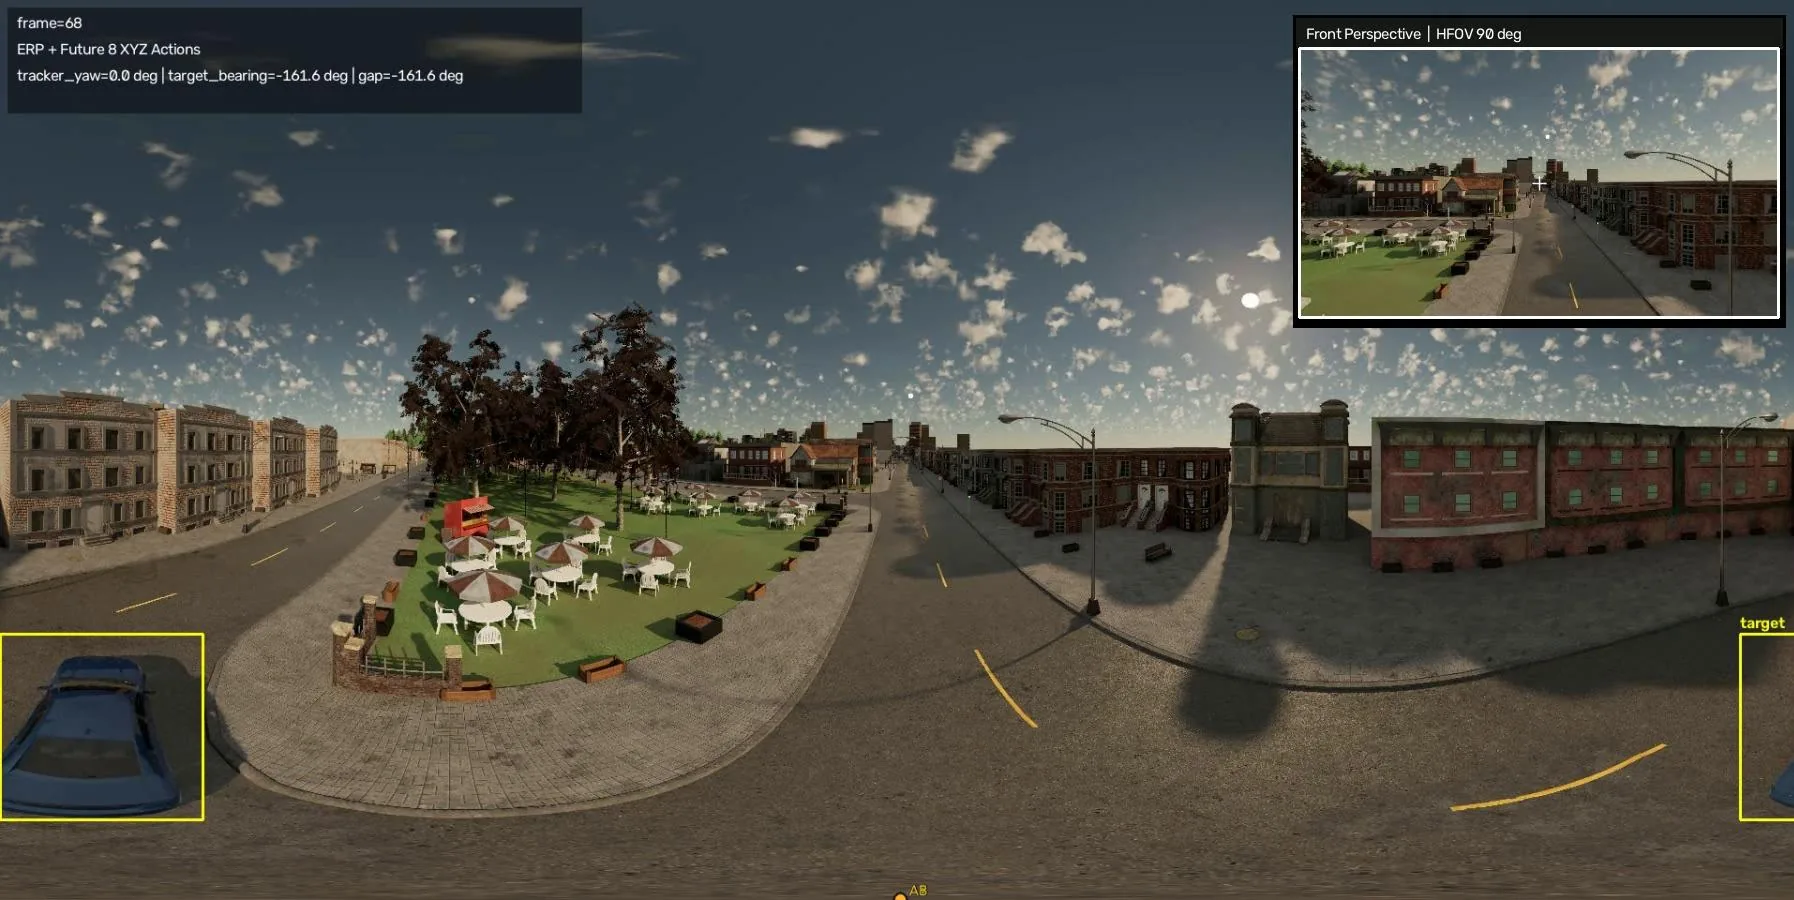 frame=68
ERP + Future 8 XYZ Actions
tracker_yaw=0.0 deg | target_bearing=-161.6 deg | gap=-161.6 deg
Front Perspective | HFOV 90 deg
target